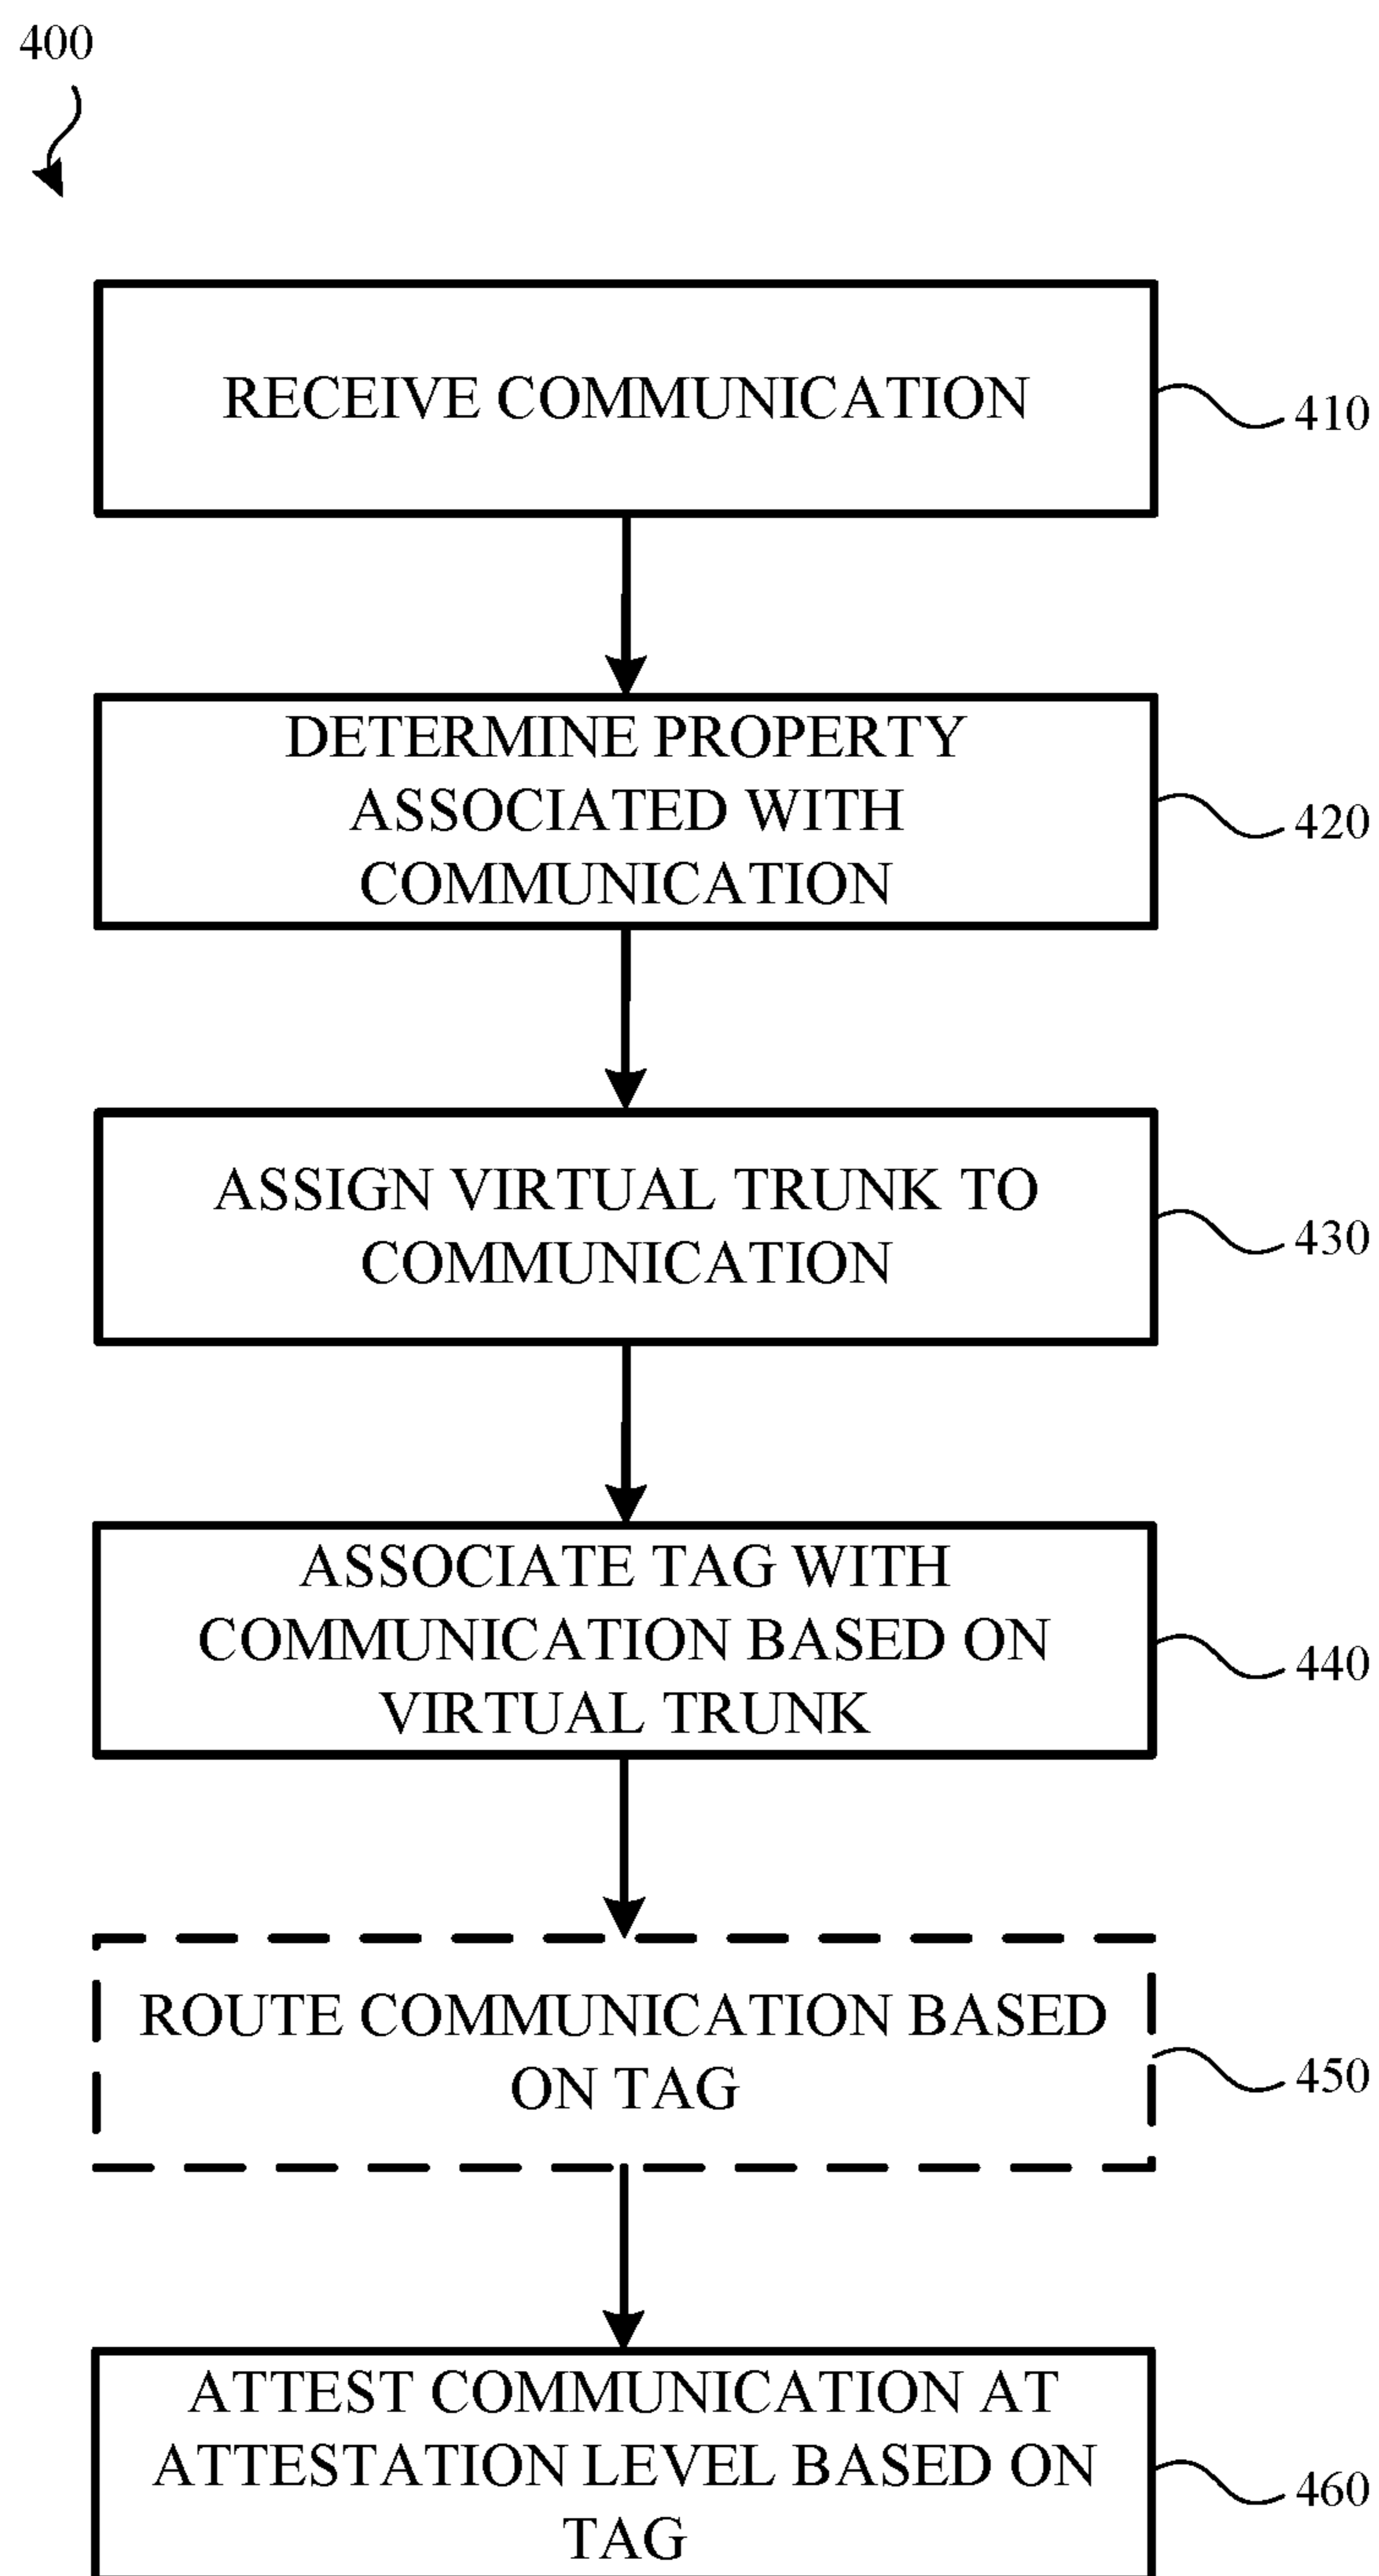 400
RECEIVE COMMUNICATION
410
DETERMINE PROPERTY
ASSOCIATED WITH
COMMUNICATION
420
ASSIGN VIRTUAL TRUNK TO
COMMUNICATION
430
ASSOCIATE TAG WITH
COMMUNICATION BASED ON
VIRTUAL TRUNK
440
ROUTE COMMUNICATION BASED
ON TAG
450
ATTEST COMMUNICATION AT
ATTESTATION LEVEL BASED ON
TAG
460